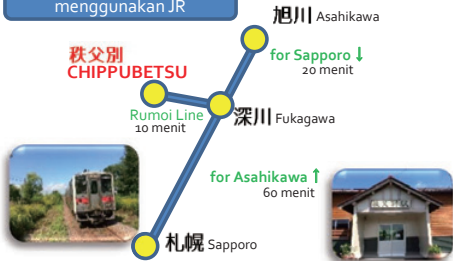 menggunakan JR
旭川 Asahikawa
for Sapporo ↓
20 menit
秩父別
CHIPPUBETSU
Rumoi Line
10 menit
深川 Fukagawa
for Asahikawa ↑
60 menit
札幌 Sapporo